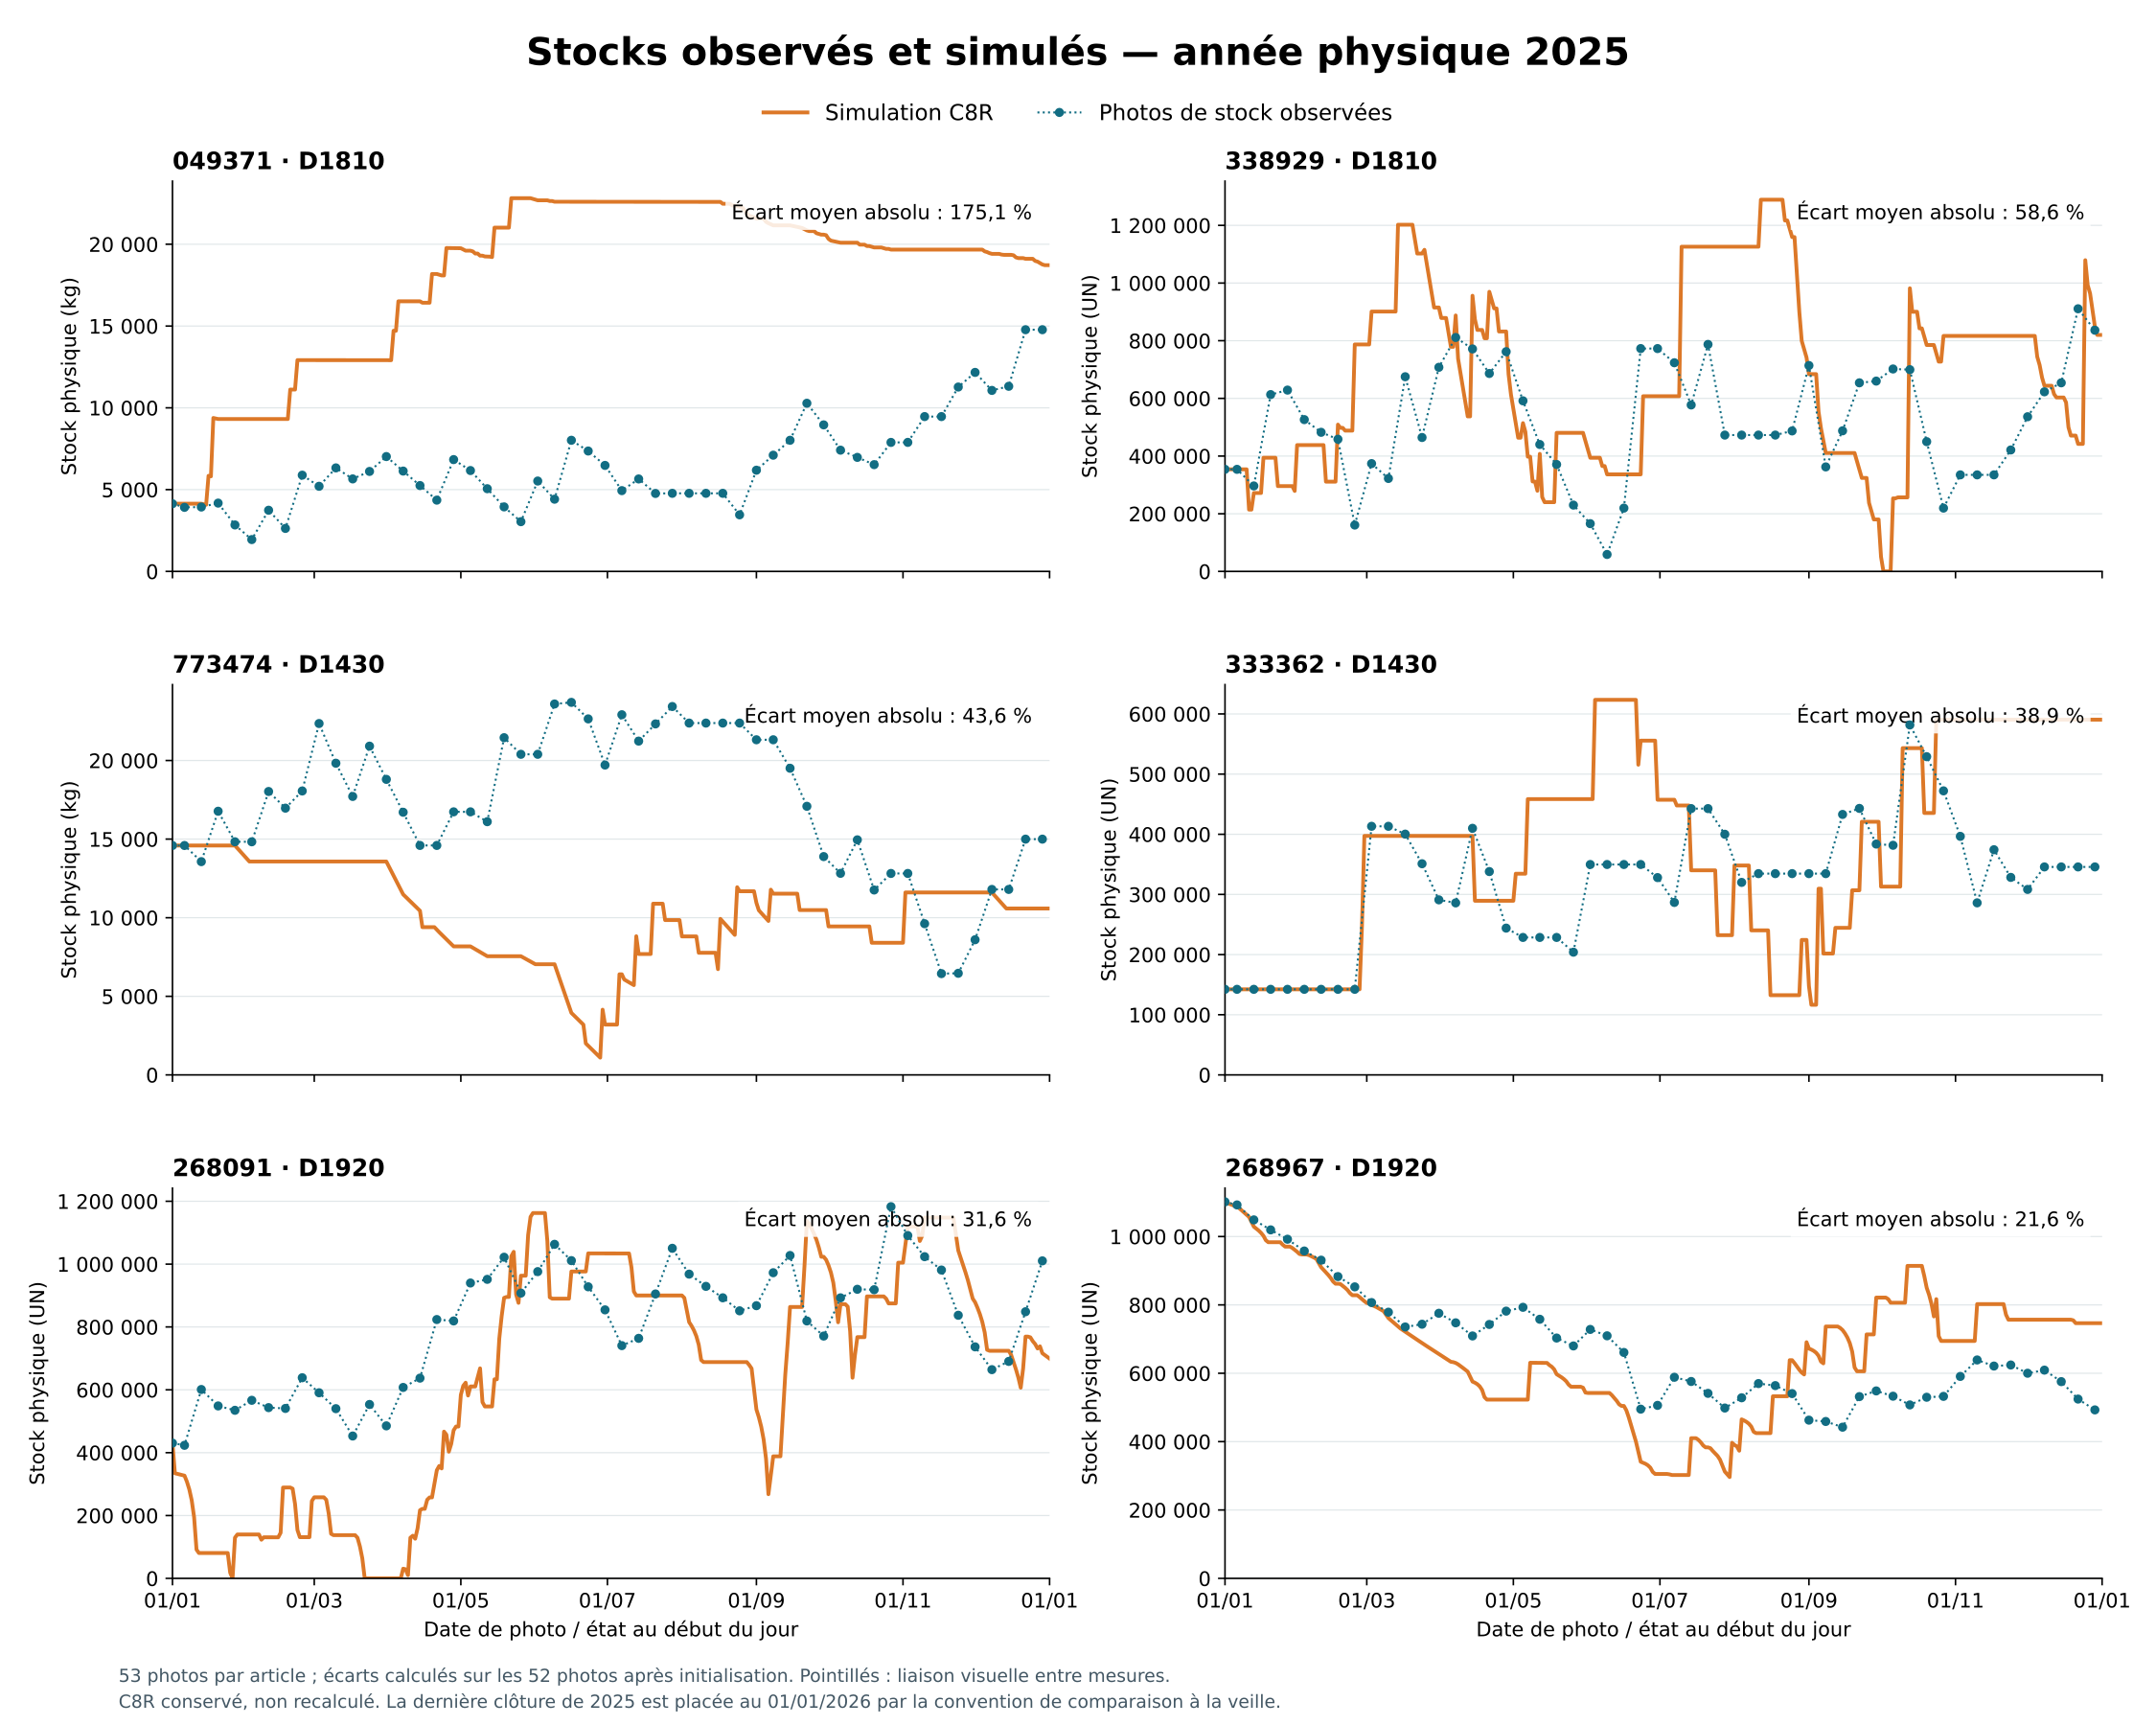 Stocks observés et simulés — année physique 2025
Simulation C8R
Photos de stock observées
049371 · D1810
Écart moyen absolu : 175,1 %
Stock physique (kg)
20 000
15 000
10 000
5 000
0
338929 · D1810
Écart moyen absolu : 58,6 %
Stock physique (UN)
1 200 000
1 000 000
800 000
600 000
400 000
200 000
0
773474 · D1430
Écart moyen absolu : 43,6 %
Stock physique (kg)
20 000
15 000
10 000
5 000
0
333362 · D1430
Écart moyen absolu : 38,9 %
Stock physique (UN)
600 000
500 000
400 000
300 000
200 000
100 000
0
268091 · D1920
Écart moyen absolu : 31,6 %
Stock physique (UN)
1 200 000
1 000 000
800 000
600 000
400 000
200 000
0
01/01 01/03 01/05 01/07 01/09 01/11 01/01
Date de photo / état au début du jour
268967 · D1920
Écart moyen absolu : 21,6 %
Stock physique (UN)
1 000 000
800 000
600 000
400 000
200 000
0
01/01 01/03 01/05 01/07 01/09 01/11 01/01
Date de photo / état au début du jour
53 photos par article ; écarts calculés sur les 52 photos après initialisation. Pointillés : liaison visuelle entre mesures.
C8R conservé, non recalculé. La dernière clôture de 2025 est placée au 01/01/2026 par la convention de comparaison à la veille.